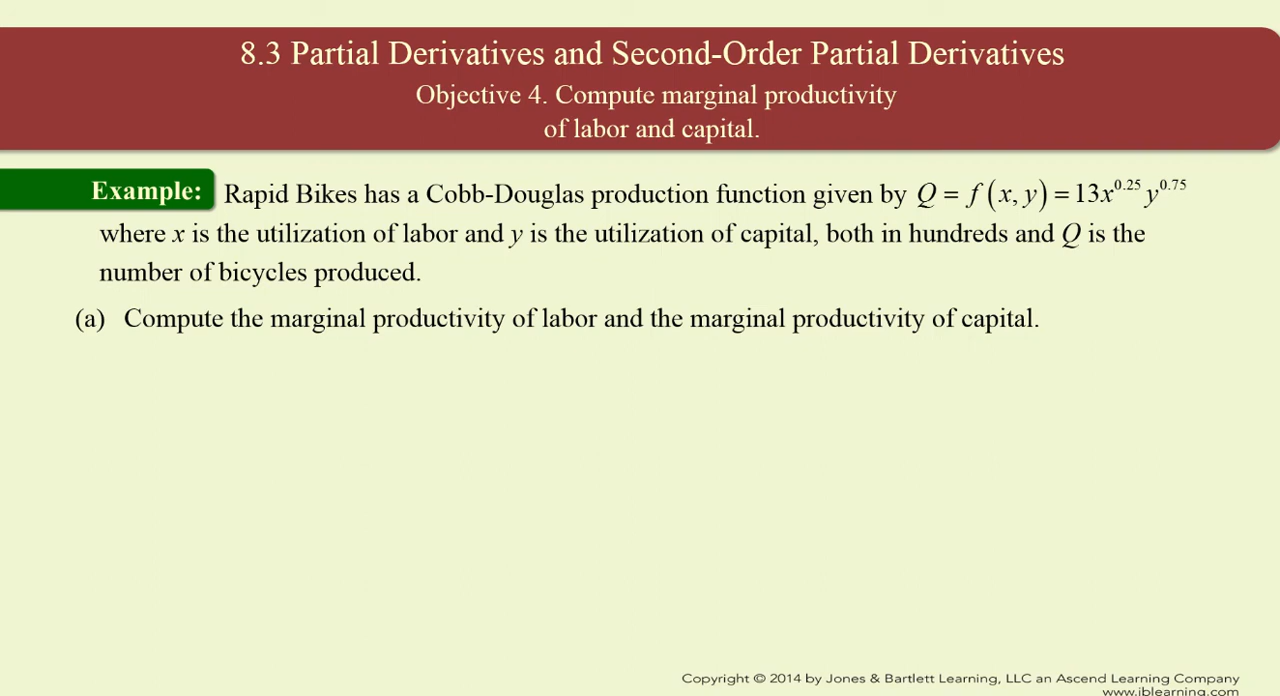 8.3 Partial Derivatives and Second-Order Partial Derivatives
Objective 4. Compute marginal productivity
of labor and capital.
Example: Rapid Bikes has a Cobb-Douglas production function given by Q = f(x, y) = 13x^0.25 y^0.75
where x is the utilization of labor and y is the utilization of capital, both in hundreds and Q is the
number of bicycles produced.
(a) Compute the marginal productivity of labor and the marginal productivity of capital.
Copyright © 2014 by Jones & Bartlett Learning, LLC an Ascend Learning Company
www.jblearning.com